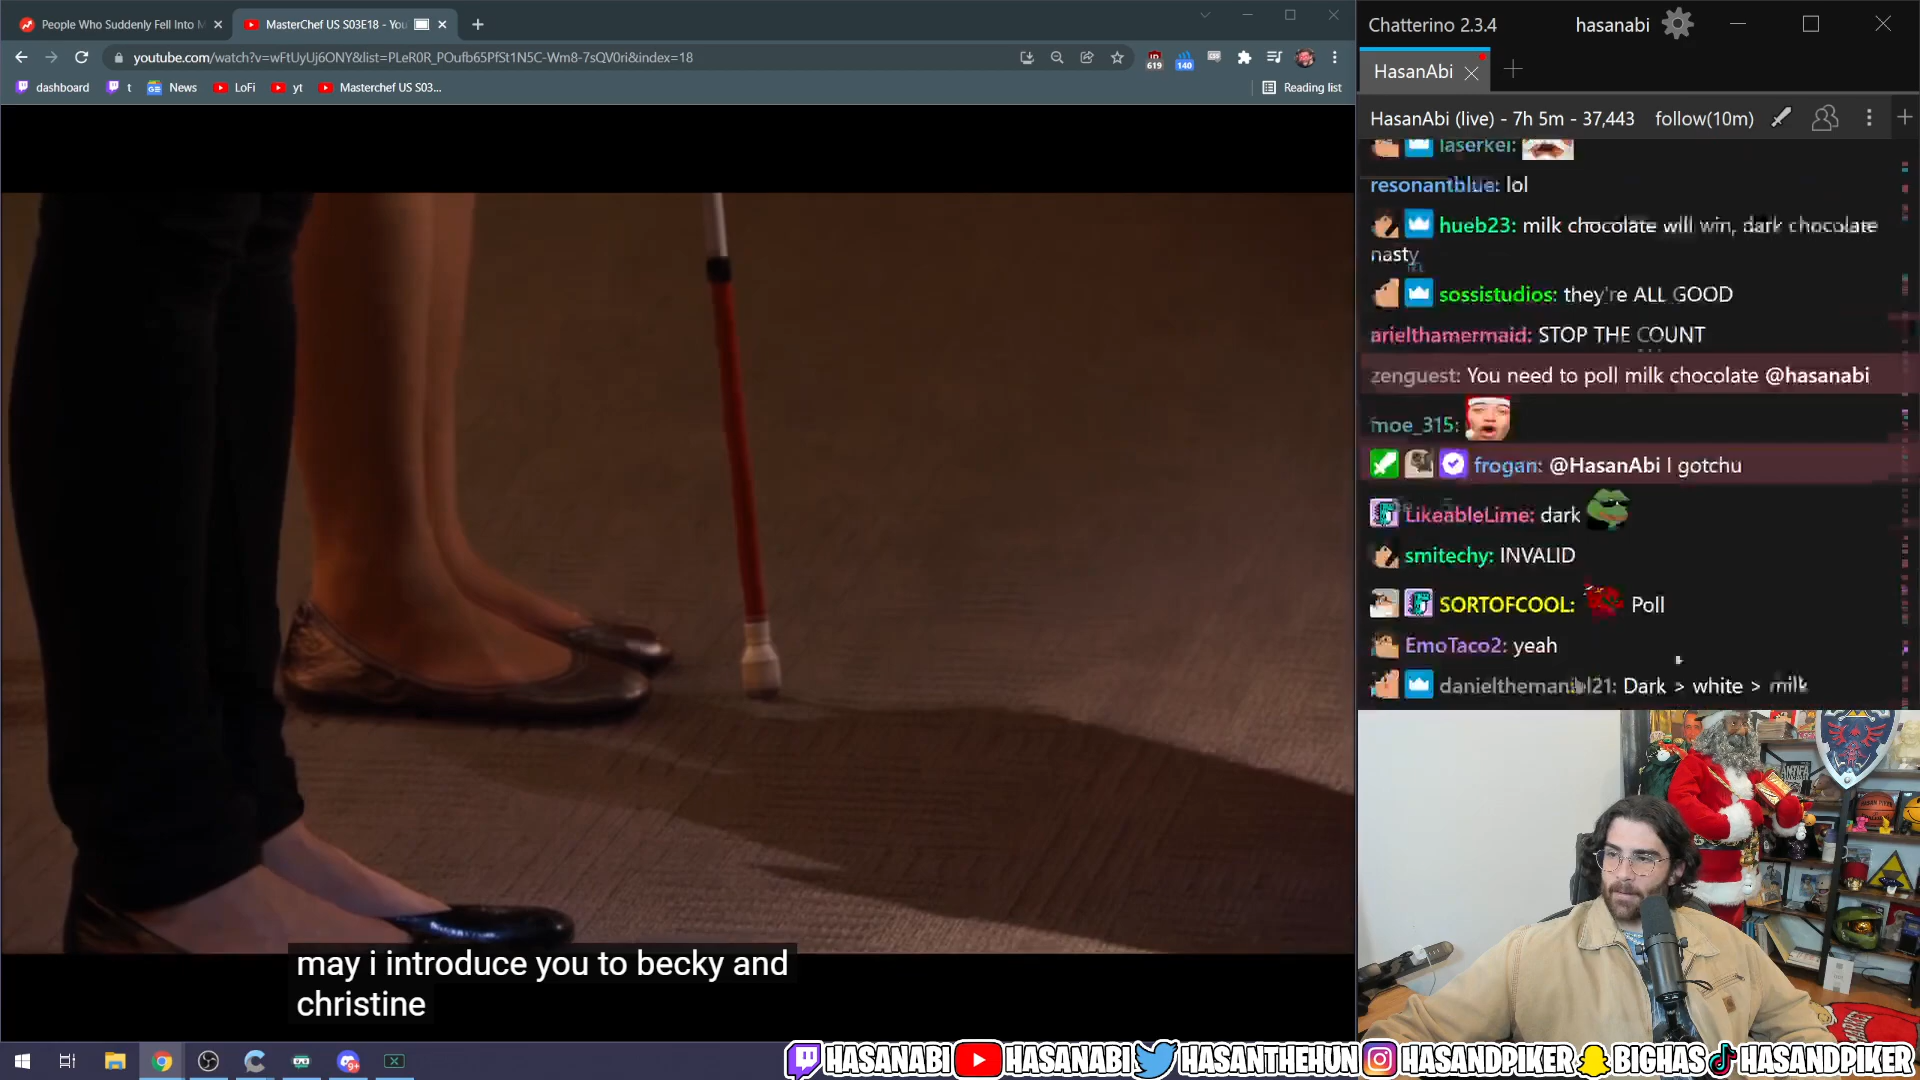 People Who Suddenly Fell Into M
MasterChef US S03E18 - You
youtube.com/watch?v=wFtUyUj6ONY&list=PLeR0R_POufb65PfSt1N5C-Wm8-7sQV0ri&index=18
619
140
dashboard
t
News
LoFi
yt
Masterchef US S03...
Reading list
may i introduce you to becky and
christine
Chatterino 2.3.4
hasanabi
HasanAbi
HasanAbi (live) - 7h 5m - 37,443
follow(10m)
laserkei:
resonantblue: lol
hueb23: milk chocolate will win, dark chocolate
nasty
sossistudios: they're ALL GOOD
arielthamermaid: STOP THE COUNT
zenguest: You need to poll milk chocolate @hasanabi
moe_315:
frogan: @HasanAbi I gotchu
LikeableLime: dark
smitechy: INVALID
SORTOFCOOL: Poll
EmoTaco2: yeah
Dark > white > milk
HASANABI
HASANABI
HASANTHEHUN
HASANDPIKER
BIGHAS
HASANDPIKER